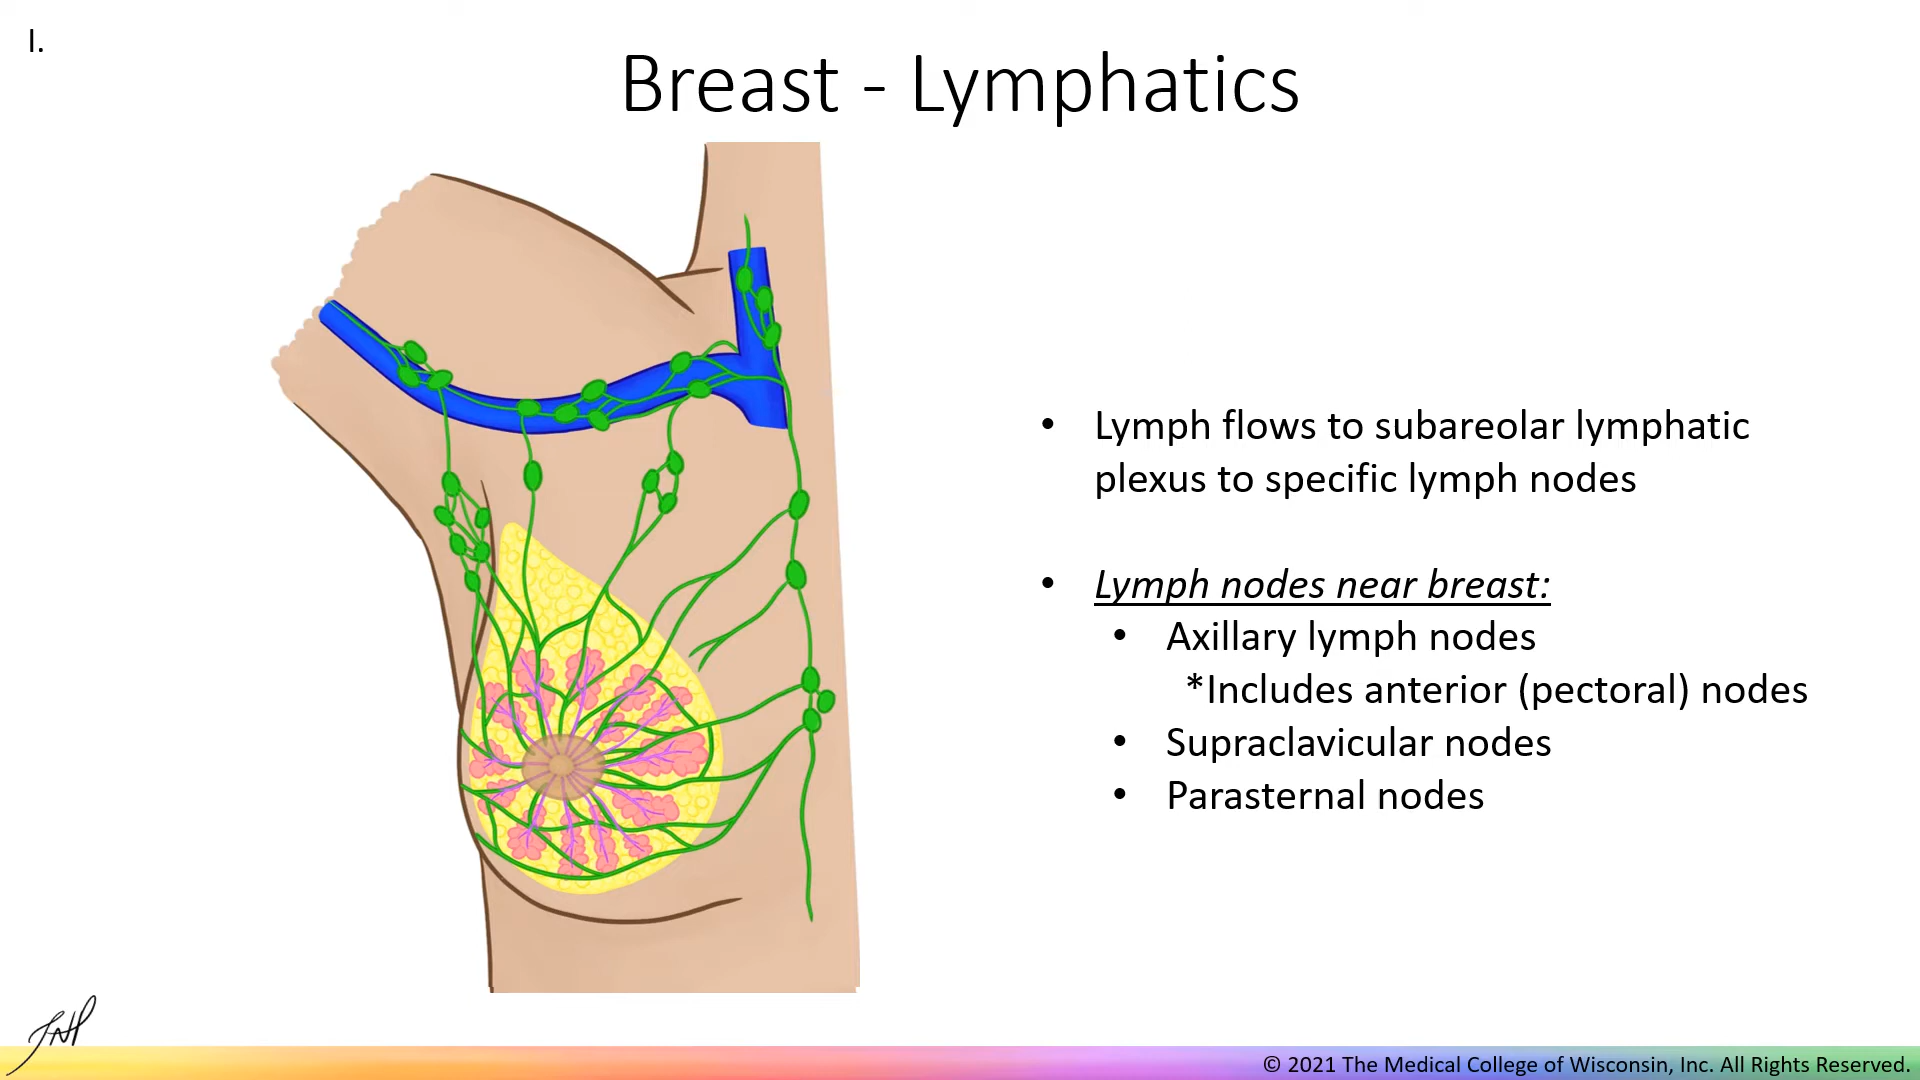 I.
Breast - Lymphatics
• Lymph flows to subareolar lymphatic
plexus to specific lymph nodes
• Lymph nodes near breast:
• Axillary lymph nodes
*Includes anterior (pectoral) nodes
• Supraclavicular nodes
• Parasternal nodes
© 2021 The Medical College of Wisconsin, Inc. All Rights Reserved.